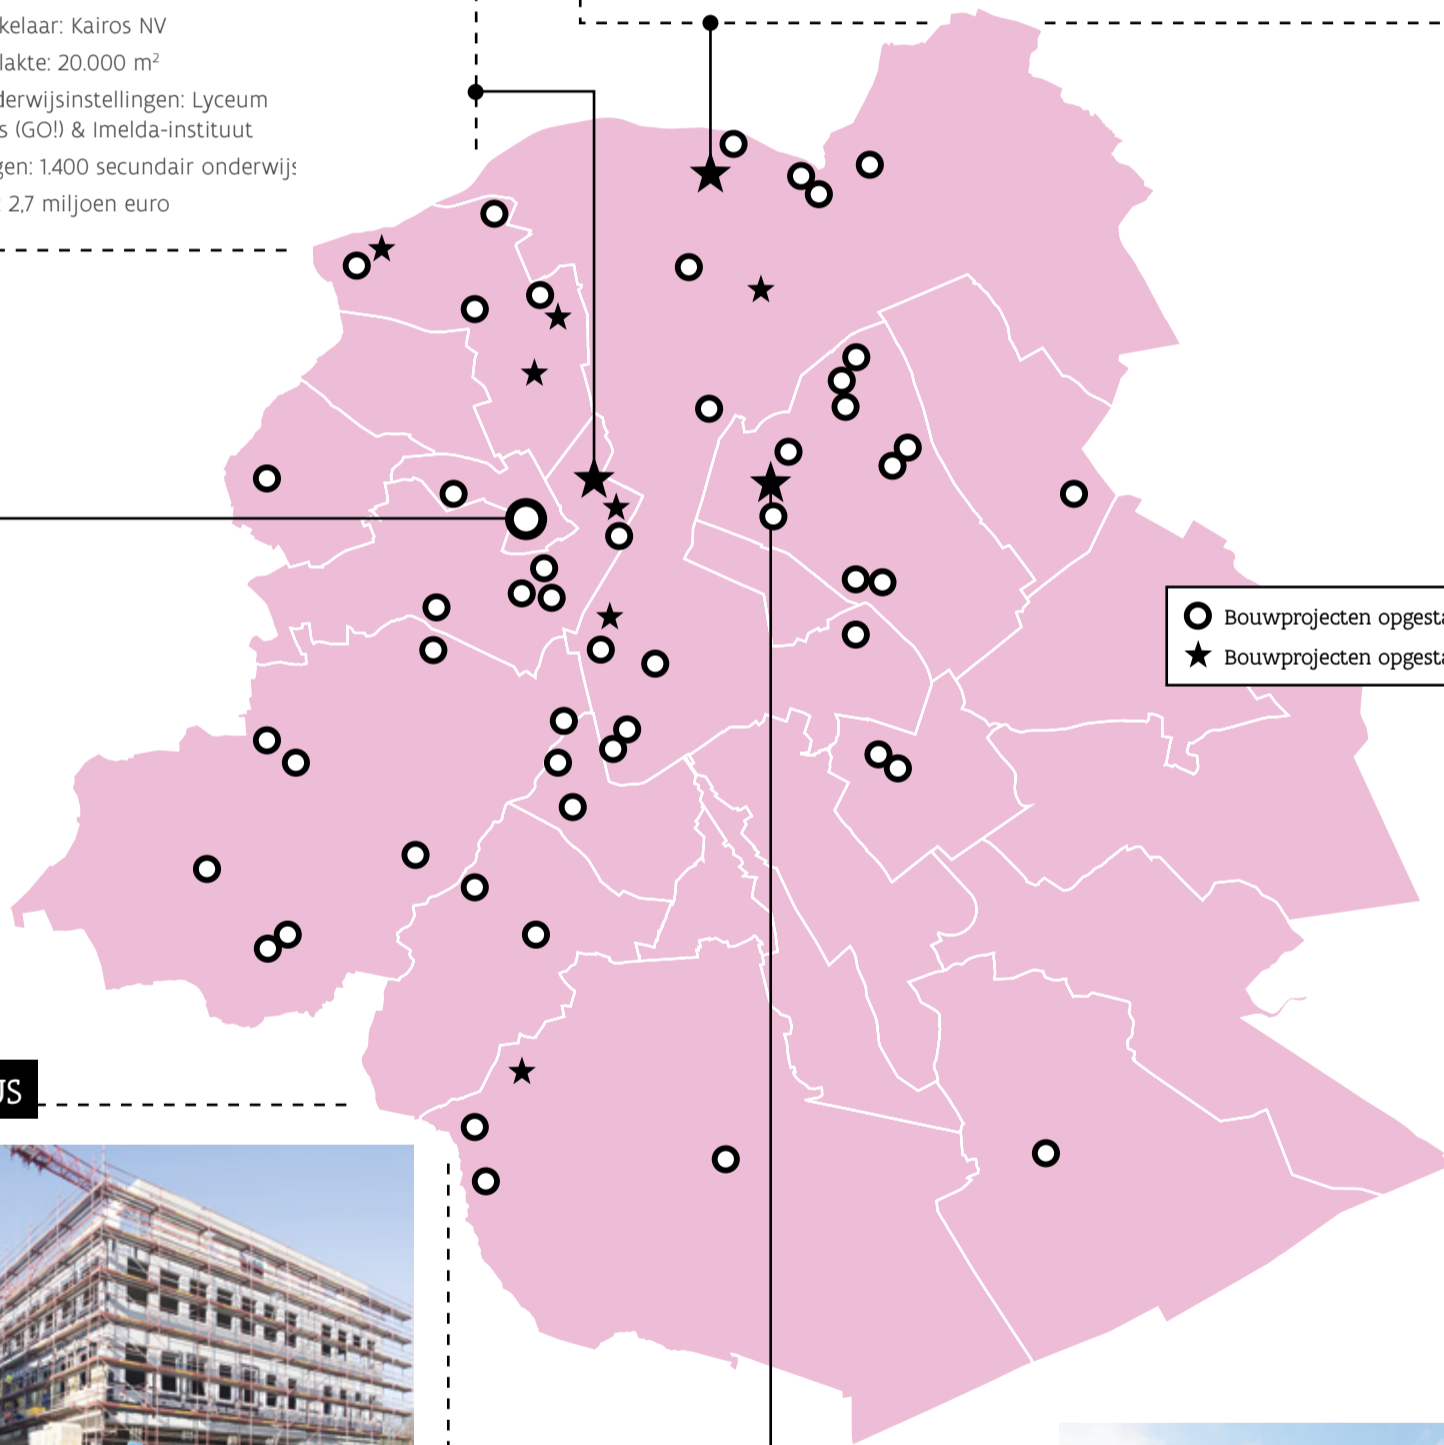 kelaar: Kairos NV
lakte: 20.000 m²
derwijsinstellingen: Lyceum
s (GO!) & Imelda-instituut
gen: 1.400 secundair onderwijs
: 2,7 miljoen euro
Bouwprojecten opgesta
Bouwprojecten opgesta
US